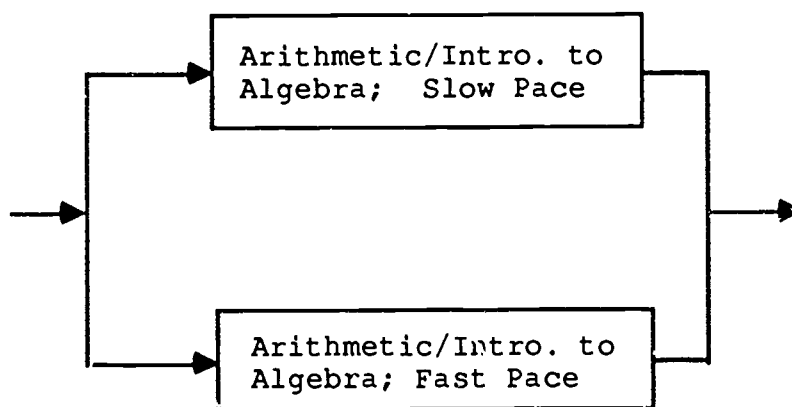 Arithmetic/Intro. to
Algebra; Slow Pace
Arithmetic/Intro. to
Algebra; Fast Pace